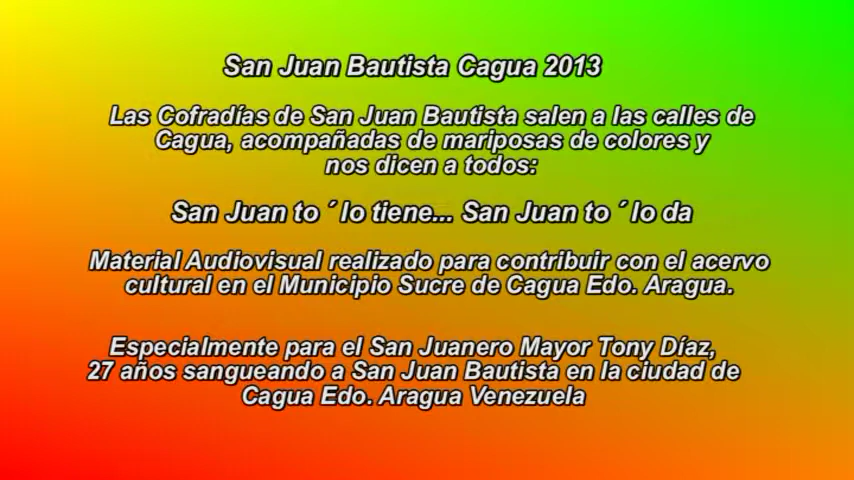 San Juan Bautista Cagua 2013
Las Cofradías de San Juan Bautista salen a las calles de
Cagua, acompañadas de mariposas de colores y
nos dicen a todos:
San Juan to ´ lo tiene... San Juan to ´ lo da
Material Audiovisual realizado para contribuir con el acervo
cultural en el Municipio Sucre de Cagua Edo. Aragua.
Especialmente para el San Juanero Mayor Tony Díaz,
27 años sangueando a San Juan Bautista en la ciudad de
Cagua Edo. Aragua Venezuela